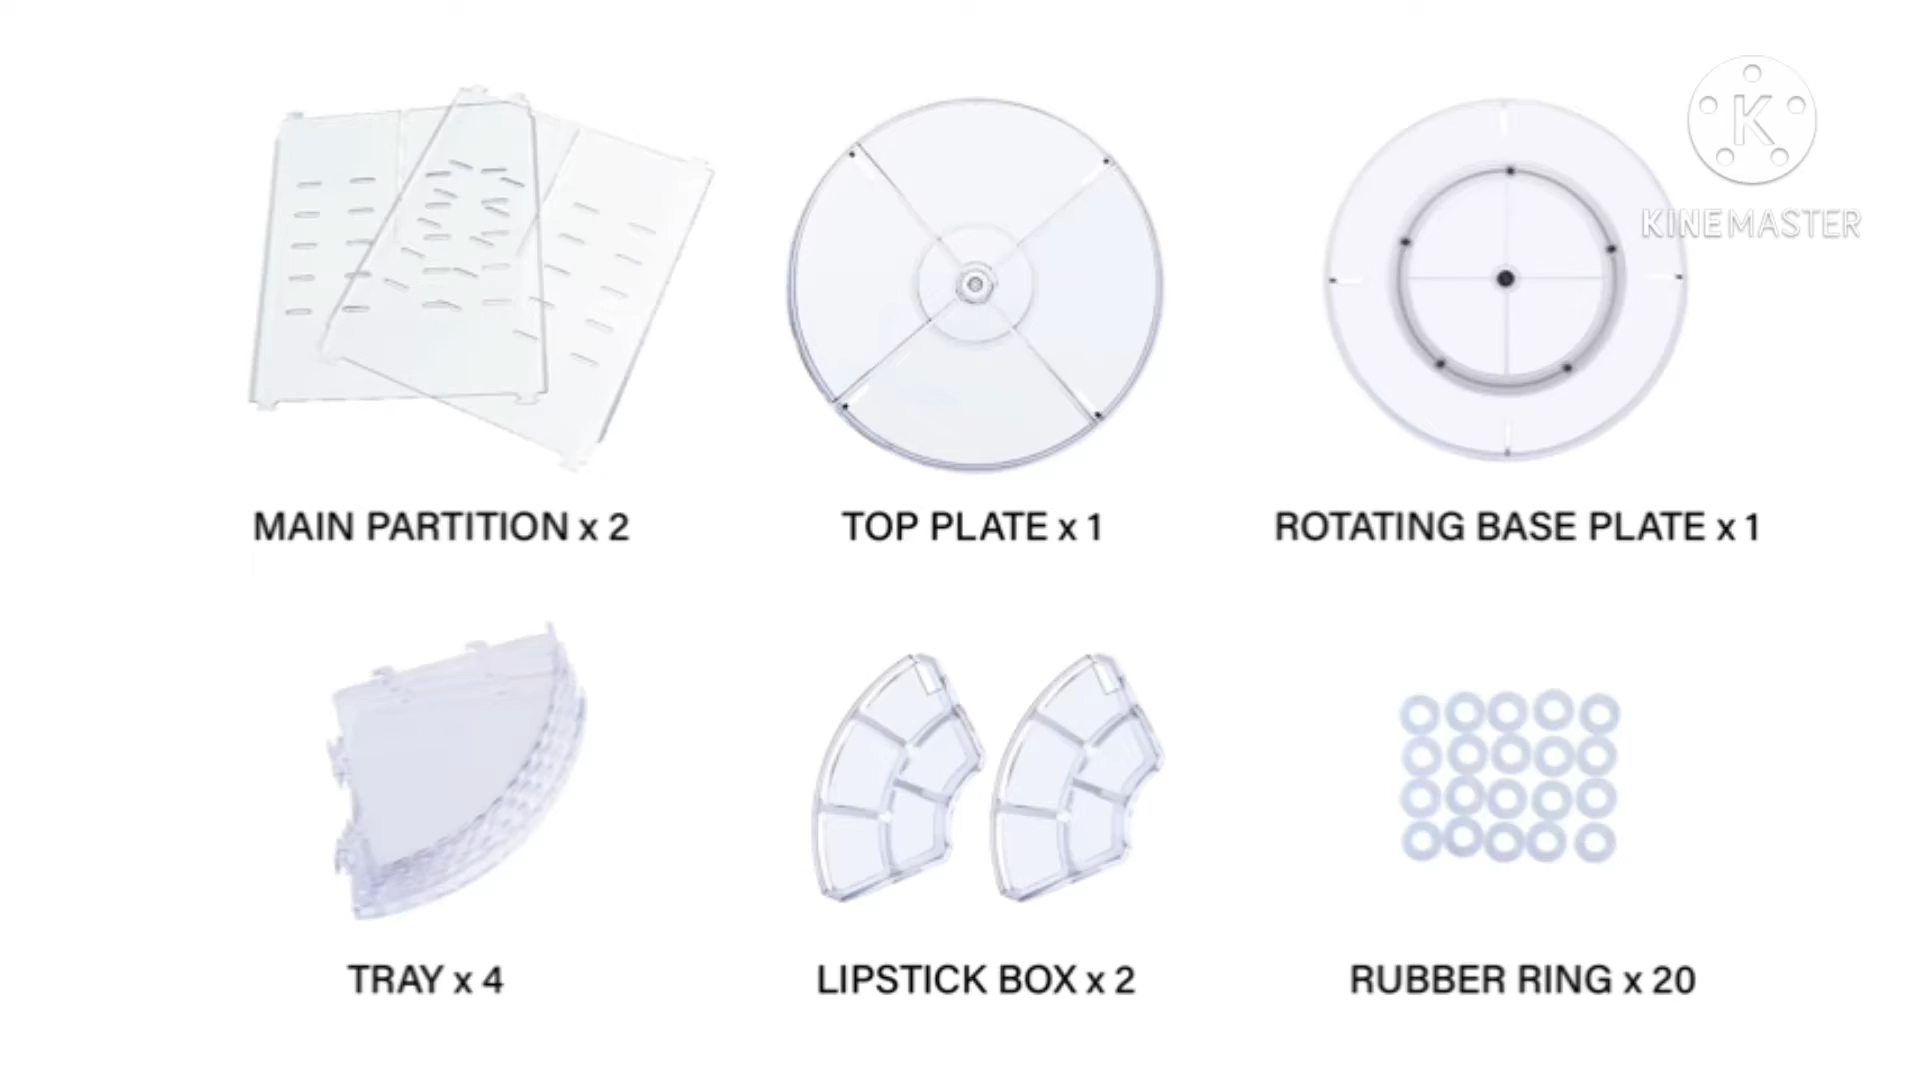 K
KINEMASTER
MAIN PARTITION x 2
TOP PLATE x 1
ROTATING BASE PLATE x 1
TRAY x 4
LIPSTICK BOX x 2
RUBBER RING x 20